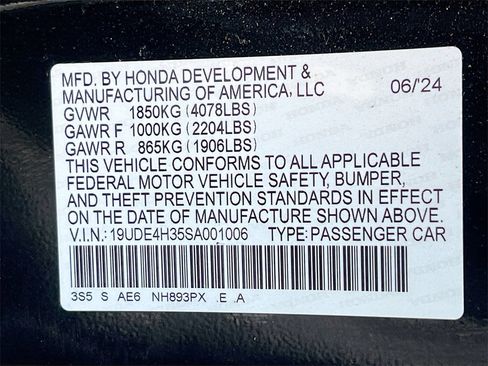 MFD. BY HONDA DEVELOPMENT &
MANUFACTURING OF AMERICA, LLC 06/'24
GVWR 1850KG (4078LBS)
GAWR F 1000KG (2204LBS)
GAWR R 865KG (1906LBS)
THIS VEHICLE CONFORMS TO ALL APPLICABLE
FEDERAL MOTOR VEHICLE SAFETY, BUMPER,
AND THEFT PREVENTION STANDARDS IN EFFECT
ON THE DATE OF MANUFACTURE SHOWN ABOVE.
V.I.N.: 19UDE4H35SA001006 TYPE: PASSENGER CAR
3S5 S AE6 NH893PX .E .A